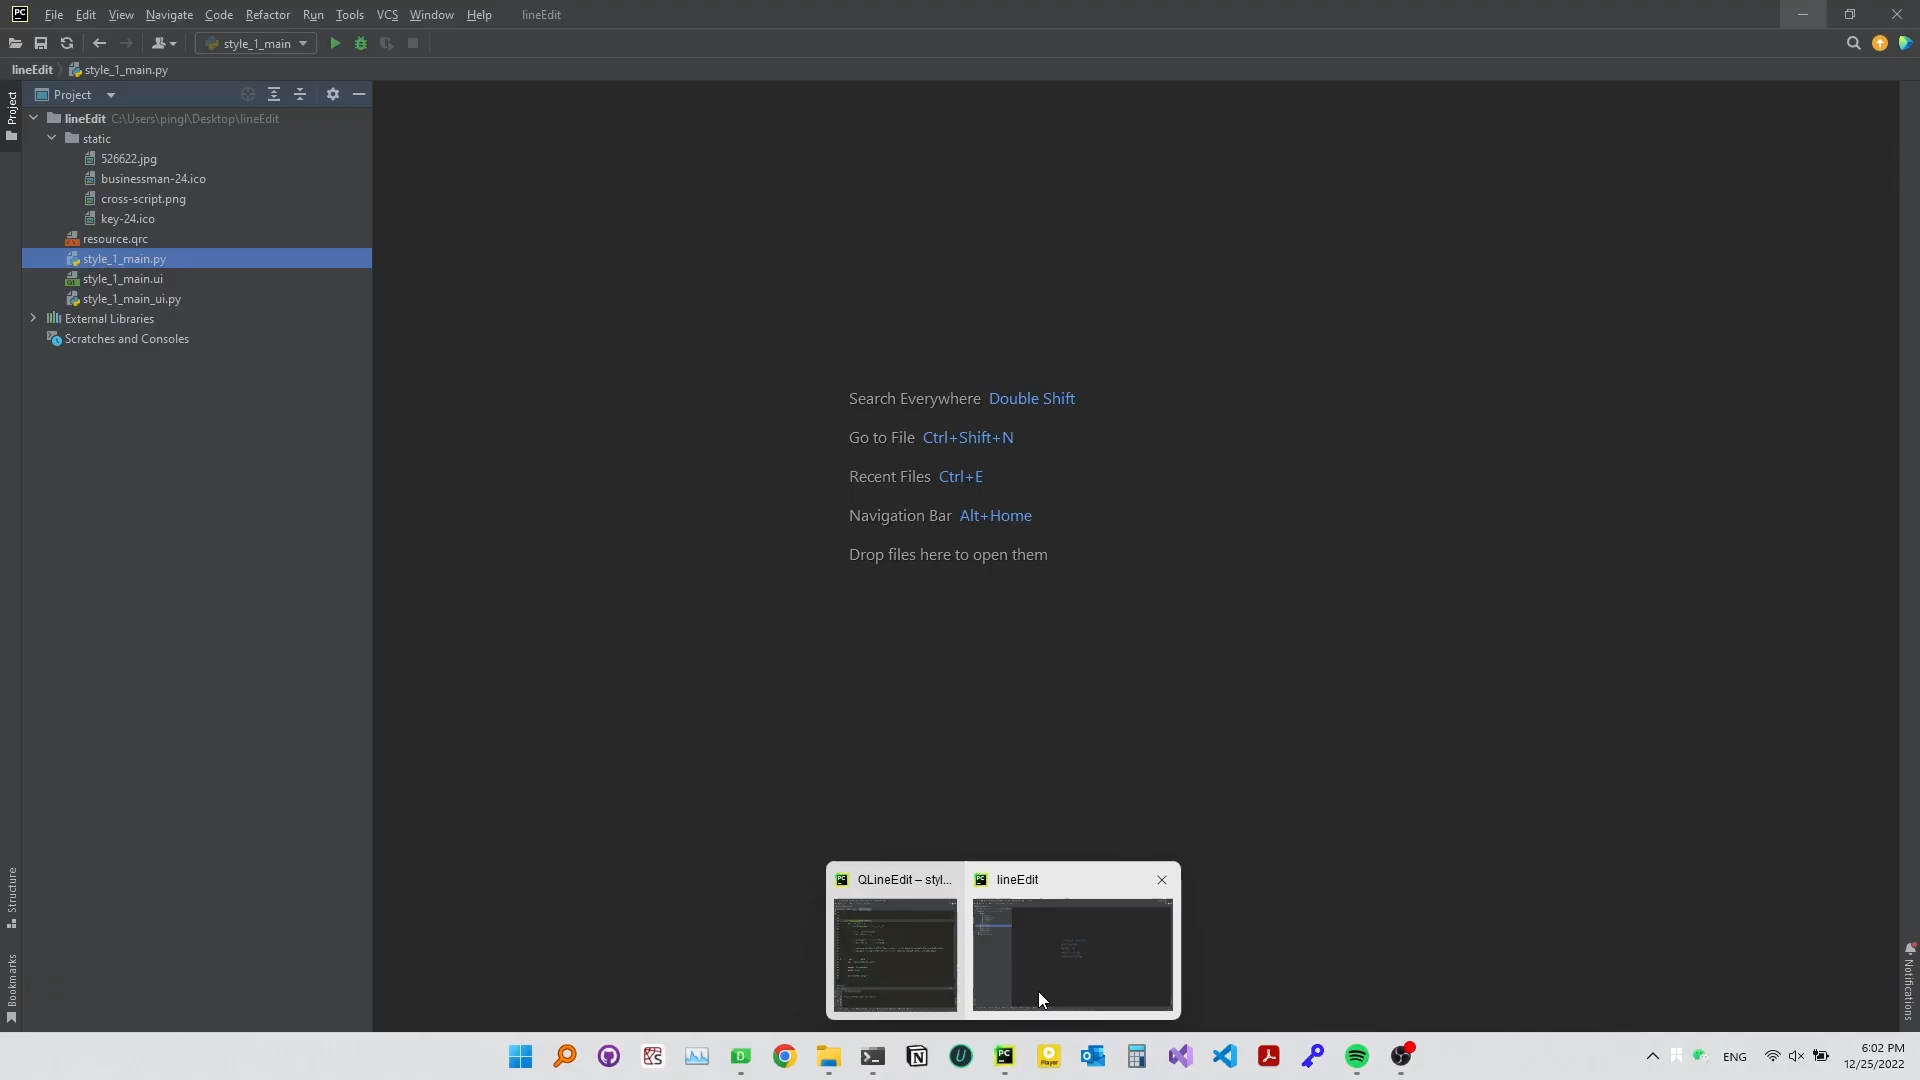 File Edit View Navigate Code Refactor Run Tools VCS Window Help lineEdit
style_1_main
lineEdit style_1_main.py
Project
Project
lineEdit C:\Users\pingl\Desktop\lineEdit
static
526622.jpg
businessman-24.ico
cross-script.png
key-24.ico
resource.qrc
style_1_main.py
style_1_main.ui
style_1_main_ui.py
External Libraries
Scratches and Consoles
Search Everywhere Double Shift
Go to File Ctrl+Shift+N
Recent Files Ctrl+E
Navigation Bar Alt+Home
Drop files here to open them
Structure
Bookmarks
Notifications
QLineEdit – styl...
lineEdit
ENG
6:02 PM
12/25/2022